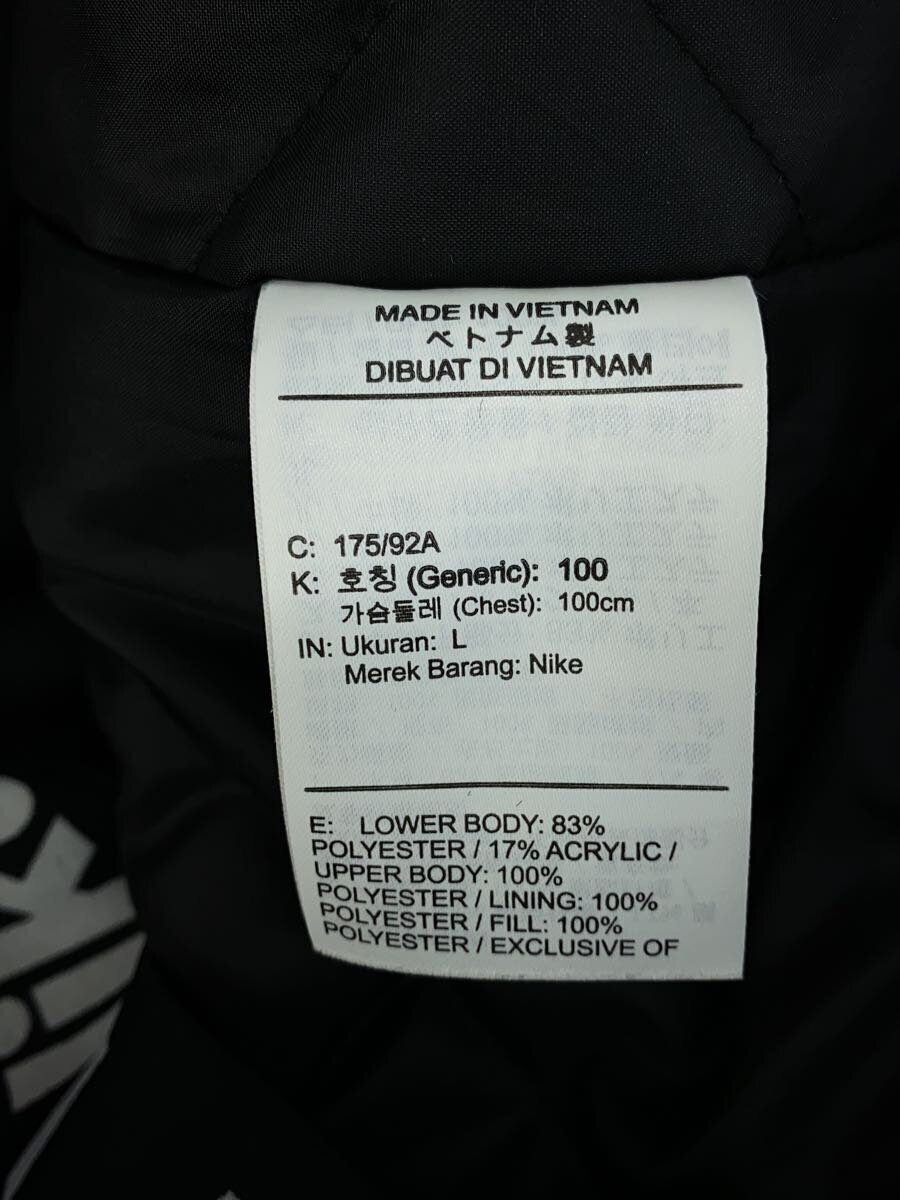 MADE IN VIETNAM
ベトナム製
DIBUAT DI VIETNAM
C: 175/92A
K: 호칭 (Generic): 100
가슴둘레 (Chest): 100cm
IN: Ukuran: L
Merek Barang: Nike
E: LOWER BODY: 83%
POLYESTER / 17% ACRYLIC /
UPPER BODY: 100%
POLYESTER / LINING: 100%
POLYESTER / FILL: 100%
POLYESTER / EXCLUSIVE OF